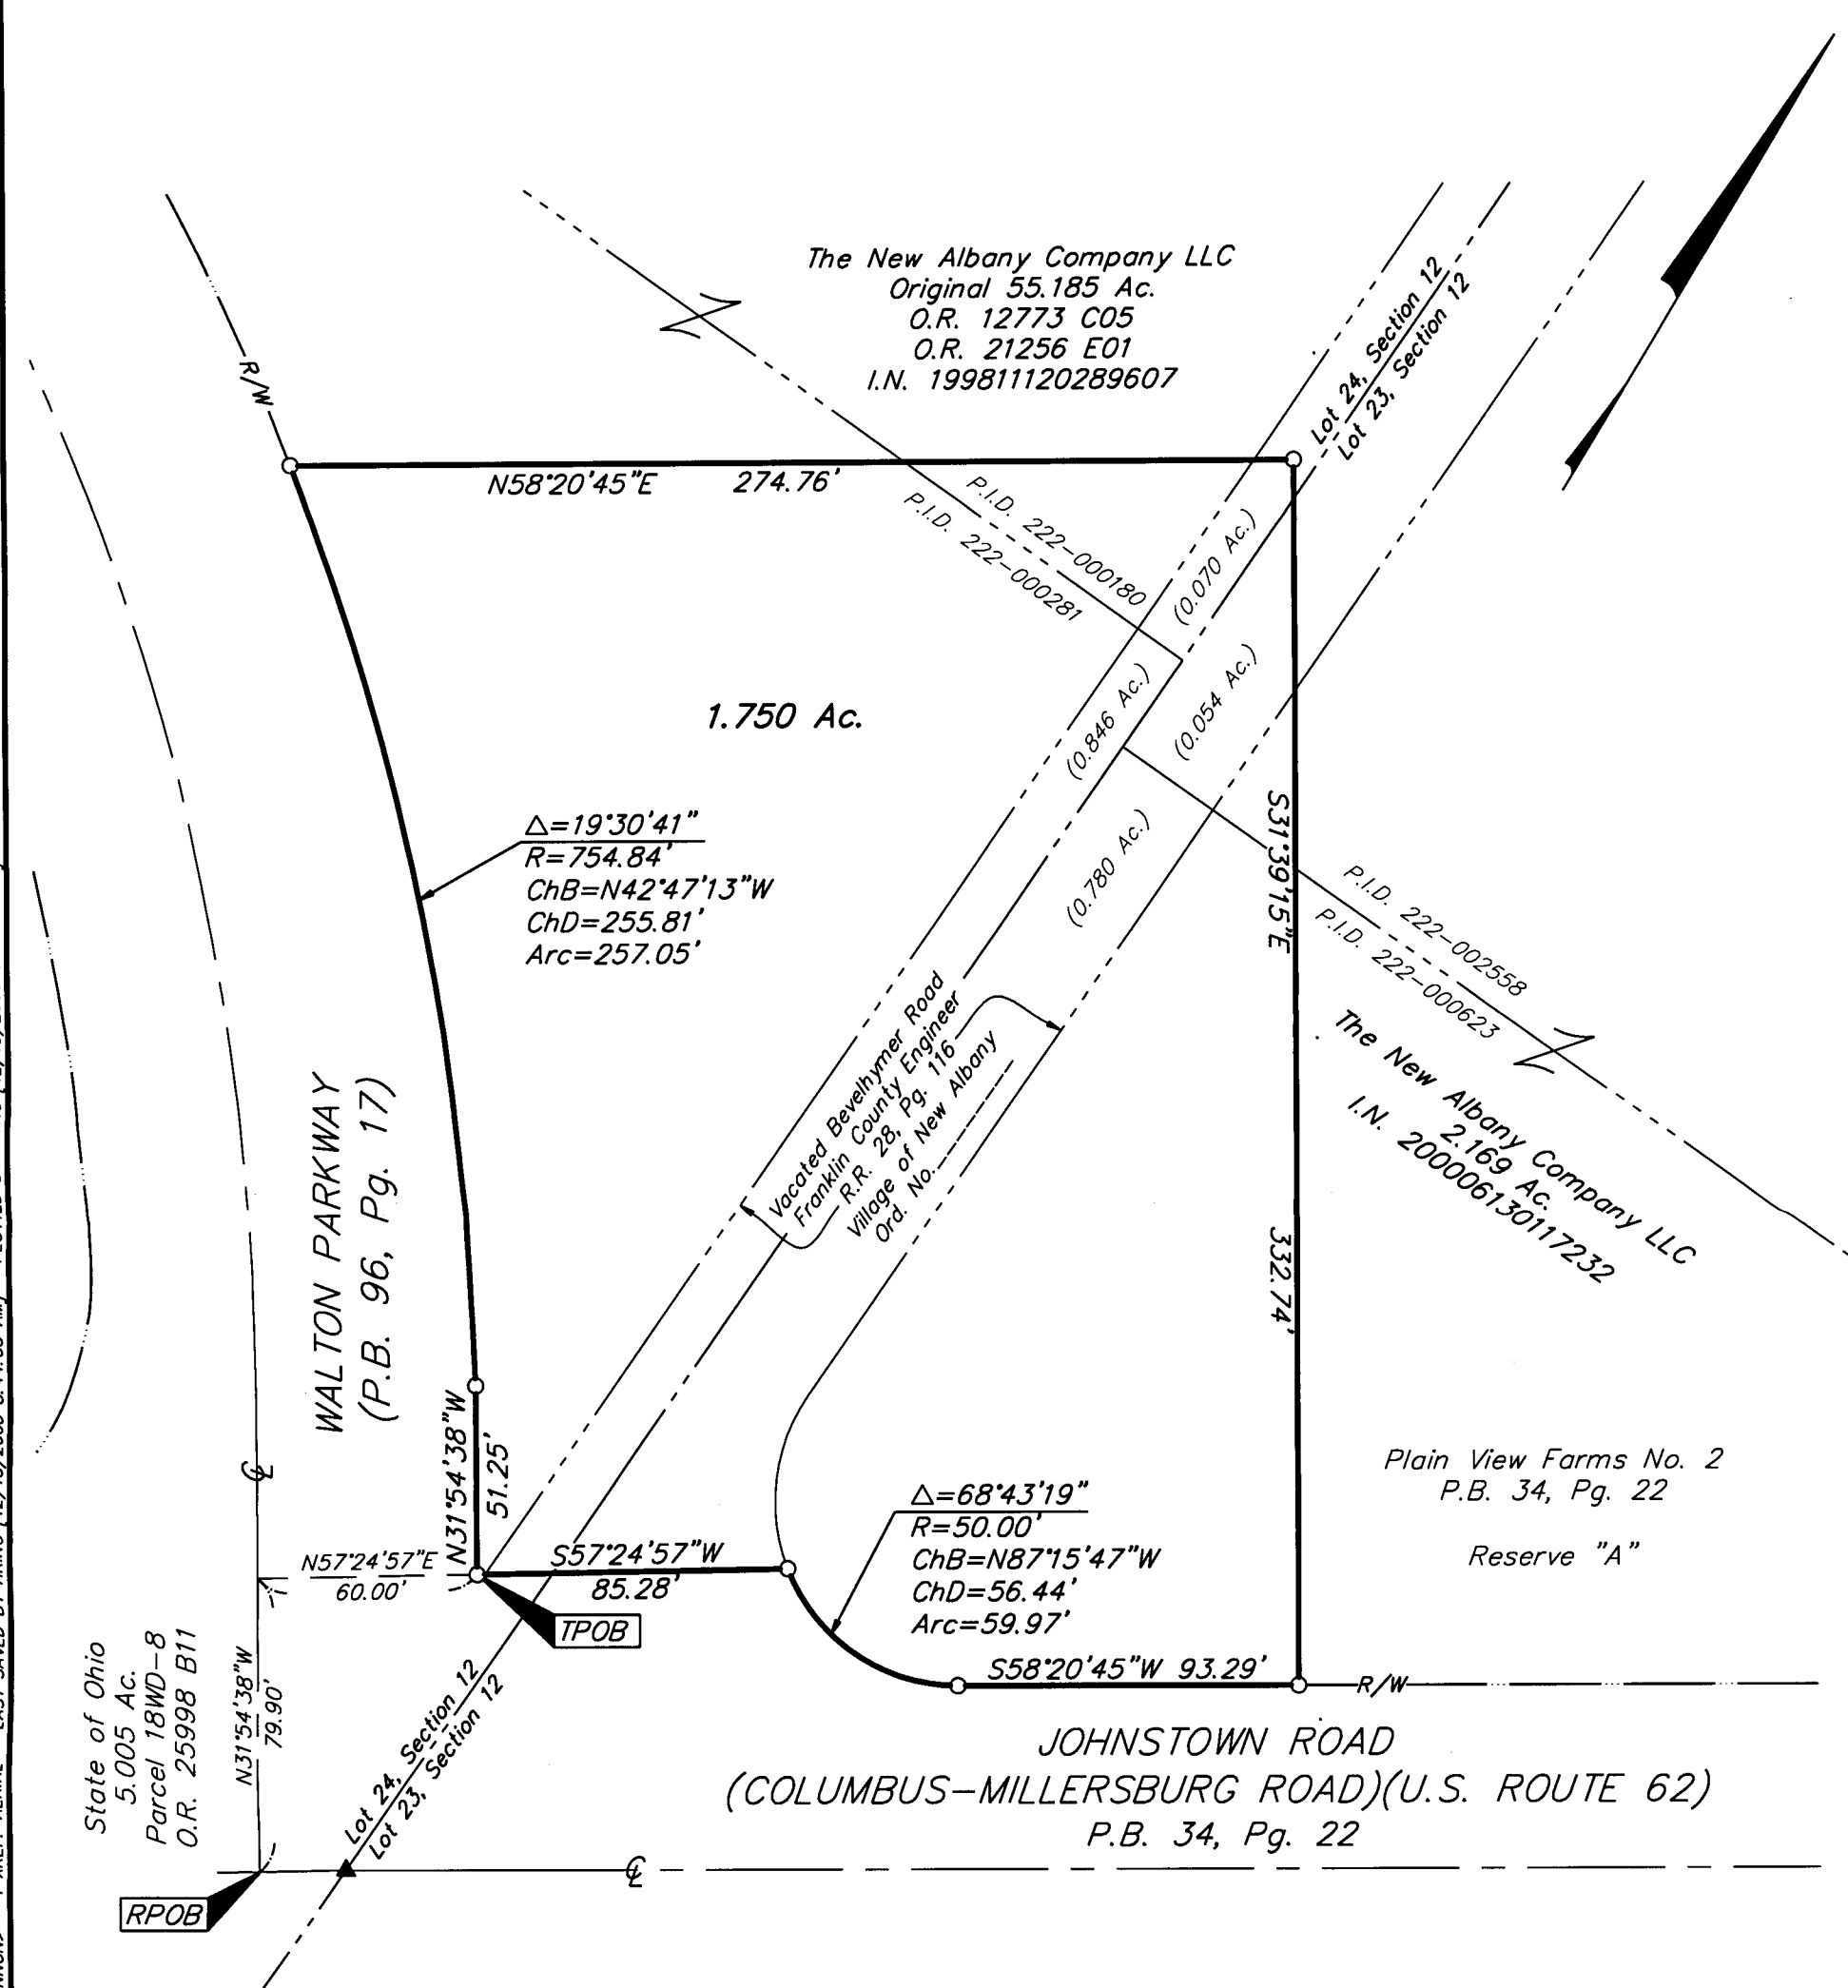 The New Albany Company LLC
Original 55.185 Ac.
O.R. 12773 C05
O.R. 21256 E01
I.N. 199811120289607
Lot 24, Section 12
Lot 23, Section 12
R/W
N58°20'45"E 274.76'
P.I.D. 222-000180
P.I.D. 222-000281
(0.070 Ac.)
(0.846 Ac.)
(0.054 Ac.)
(0.780 Ac.)
1.750 Ac.
△=19°30'41"
R=754.84'
ChB=N42°47'13"W
ChD=255.81'
Arc=257.05'
S31°39'15"E
332.74'
P.I.D. 222-002558
P.I.D. 222-000623
The New Albany Company LLC
2.169 Ac.
I.N. 200006130117232
Vacated Bevelhymer Road
Franklin County Engineer
R.R. 28, Pg. 116
Village of New Albany
Ord. No.
WALTON PARKWAY
(P.B. 96, Pg. 17)
N31°54'38"W
51.25'
N57°24'57"E
60.00'
S57°24'57"W
85.28'
TPOB
△=68°43'19"
R=50.00'
ChB=N87°15'47"W
ChD=56.44'
Arc=59.97'
Plain View Farms No. 2
P.B. 34, Pg. 22
Reserve "A"
S58°20'45"W 93.29'
R/W
State of Ohio
5.005 Ac.
Parcel 18WD-8
O.R. 25998 B11
N31°54'38"W
79.90'
Lot 24, Section 12
Lot 23, Section 12
JOHNSTOWN ROAD
(COLUMBUS-MILLERSBURG ROAD)(U.S. ROUTE 62)
P.B. 34, Pg. 22
℄
℄
RPOB